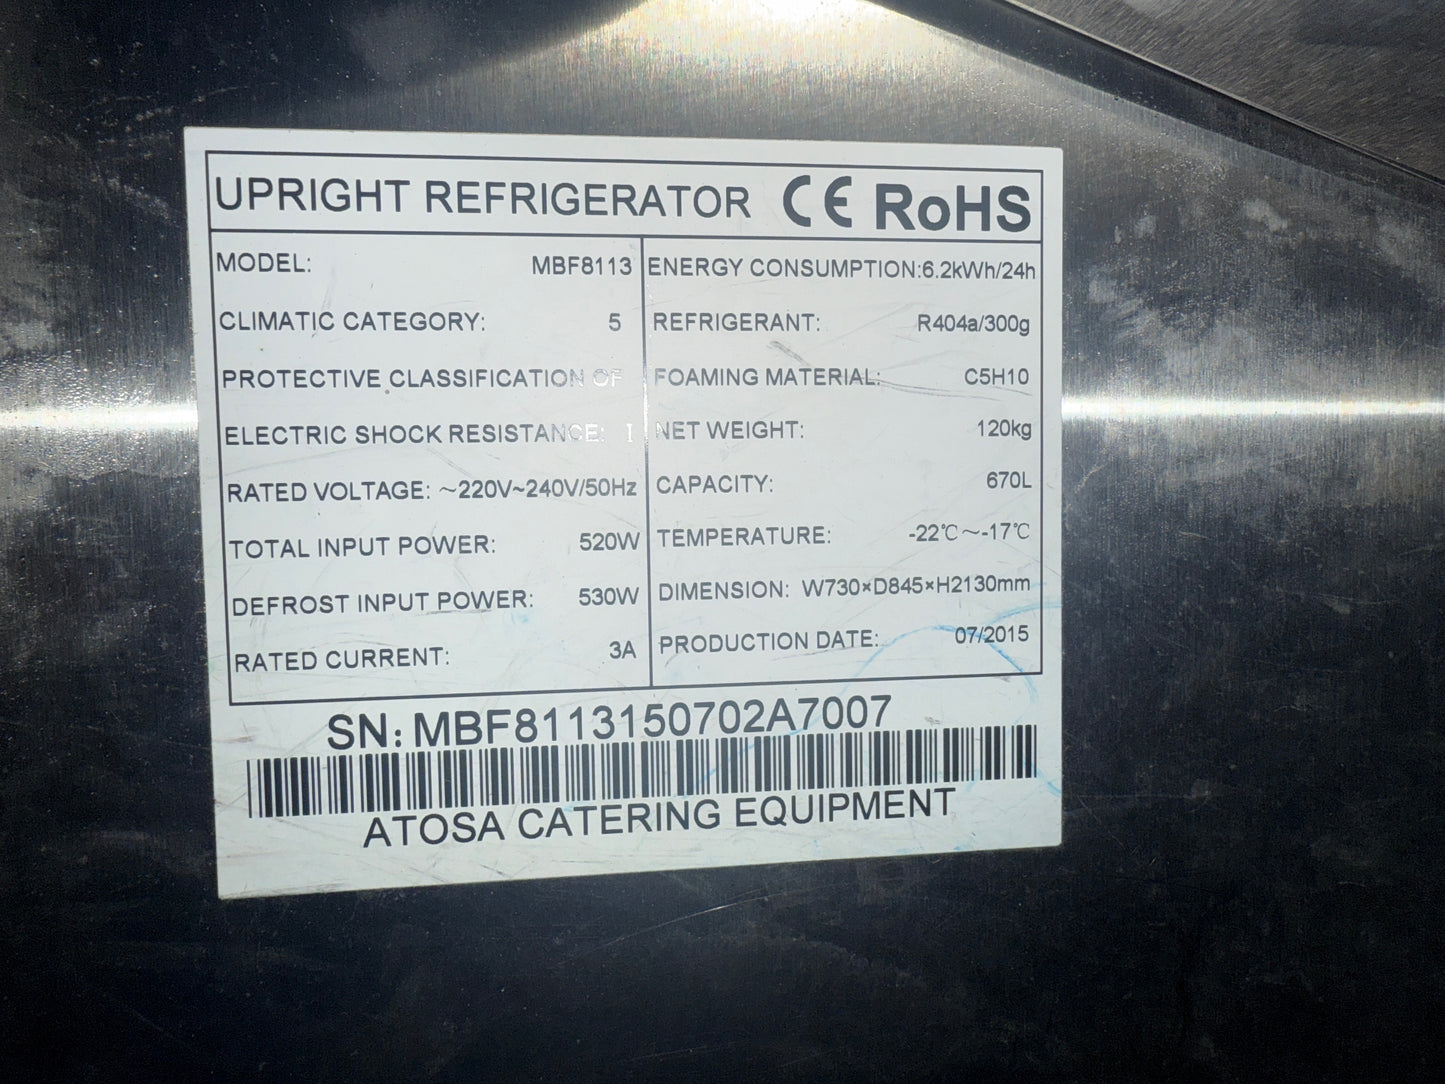 UPRIGHT REFRIGERATOR CE RoHS
MODEL: MBF8113
CLIMATIC CATEGORY: 5
PROTECTIVE CLASSIFICATION OF
ELECTRIC SHOCK RESISTANCE: I
RATED VOLTAGE: ~220V~240V/50Hz
TOTAL INPUT POWER: 520W
DEFROST INPUT POWER: 530W
RATED CURRENT: 3A
ENERGY CONSUMPTION:6.2kWh/24h
REFRIGERANT: R404a/300g
FOAMING MATERIAL: C5H10
NET WEIGHT: 120kg
CAPACITY: 670L
TEMPERATURE: -22℃~-17℃
DIMENSION: W730×D845×H2130mm
PRODUCTION DATE: 07/2015
SN: MBF8113150702A7007
ATOSA CATERING EQUIPMENT